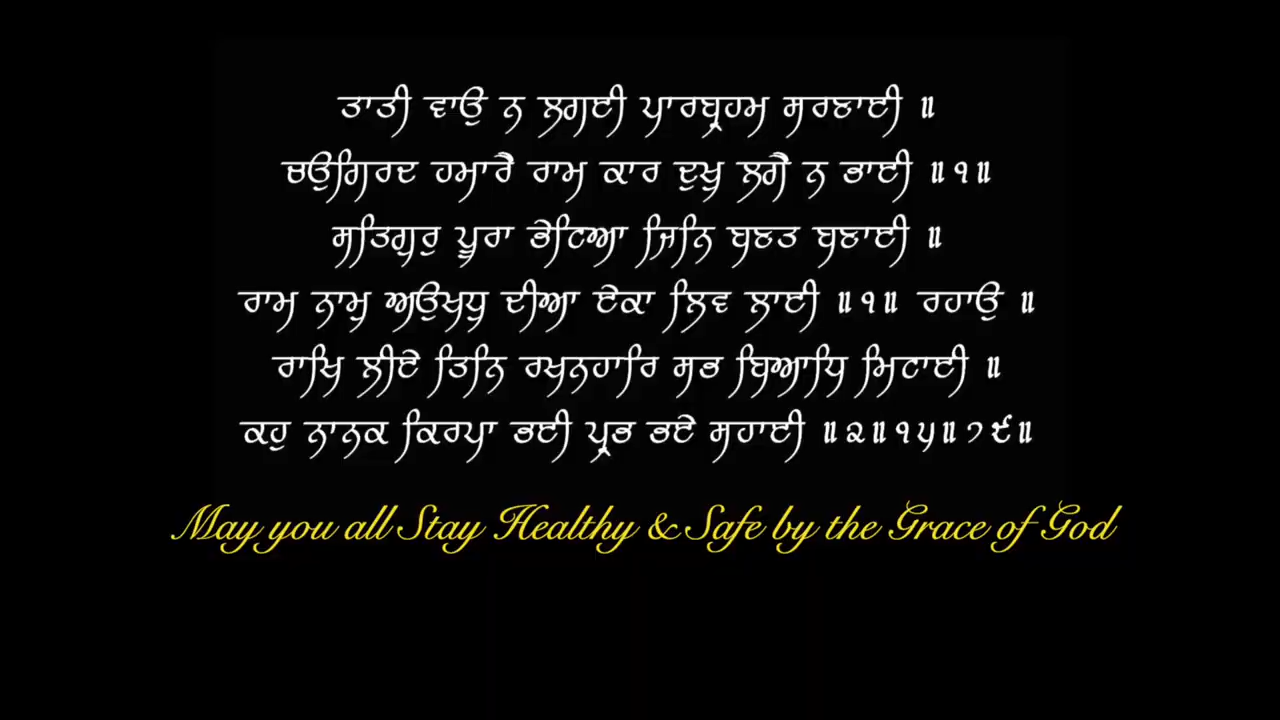 ਤਾਤੀ ਵਾਉ ਨ ਲਗਈ ਪਾਰਬ੍ਰਹਮ ਸਰਣਾਈ ॥
ਚਉਗਿਰਦ ਹਮਾਰੈ ਰਾਮ ਕਾਰ ਦੁਖੁ ਲਗੈ ਨ ਭਾਈ ॥੧॥
ਸਤਿਗੁਰੁ ਪੂਰਾ ਭੇਟਿਆ ਜਿਨਿ ਬਣਤ ਬਣਾਈ ॥
ਰਾਮ ਨਾਮੁ ਅਉਖਧੁ ਦੀਆ ਏਕਾ ਲਿਵ ਲਾਈ ॥੧॥ ਰਹਾਉ ॥
ਰਾਖਿ ਲੀਏ ਤਿਨਿ ਰਖਨਹਾਰਿ ਸਭ ਬਿਆਧਿ ਮਿਟਾਈ ॥
ਕਹੁ ਨਾਨਕ ਕਿਰਪਾ ਭਈ ਪ੍ਰਭ ਭਏ ਸਹਾਈ ॥੨॥੧੫॥੭੯॥
May you all Stay Healthy & Safe by the Grace of God